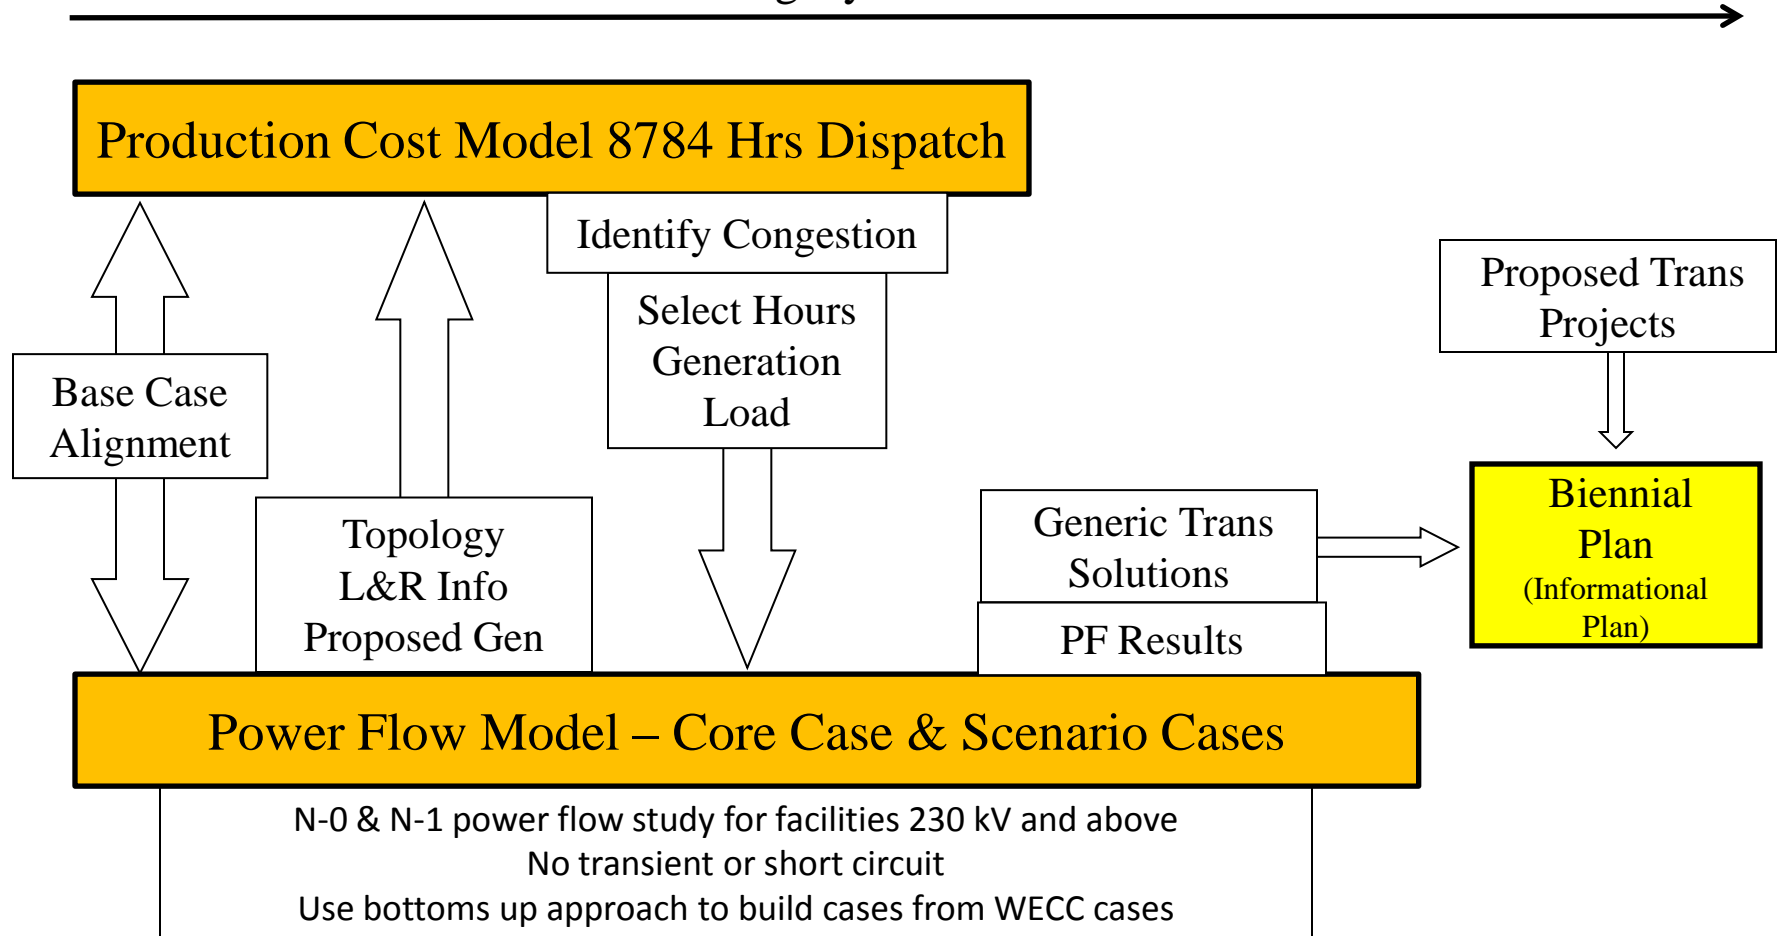 Production Cost Model 8784 Hrs Dispatch
Identify Congestion
Select Hours
Generation
Load
Proposed Trans
Projects
Base Case
Alignment
Topology
L&R Info
Proposed Gen
Generic Trans
Solutions
PF Results
Biennial
Plan
(Informational
Plan)
Power Flow Model – Core Case & Scenario Cases
N-0 & N-1 power flow study for facilities 230 kV and above
No transient or short circuit
Use bottoms up approach to build cases from WECC cases